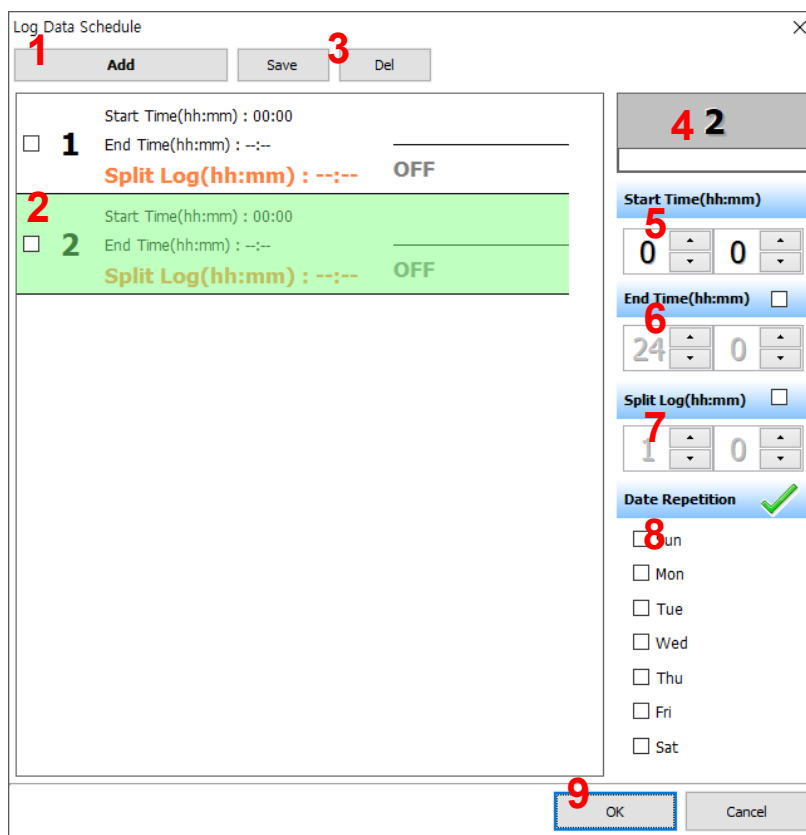 Log Data Schedule
1 3
Add Save Del
Start Time(hh:mm) : 00:00
1 End Time(hh:mm) : --:--
Split Log(hh:mm) : --:-- OFF
2
Start Time(hh:mm) : 00:00
2 End Time(hh:mm) : --:--
Split Log(hh:mm) : --:-- OFF
4 2
Start Time(hh:mm)
5
0 0
End Time(hh:mm)
6
24 0
Split Log(hh:mm)
7
1 0
Date Repetition
8
Sun
Mon
Tue
Wed
Thu
Fri
Sat
9
OK Cancel